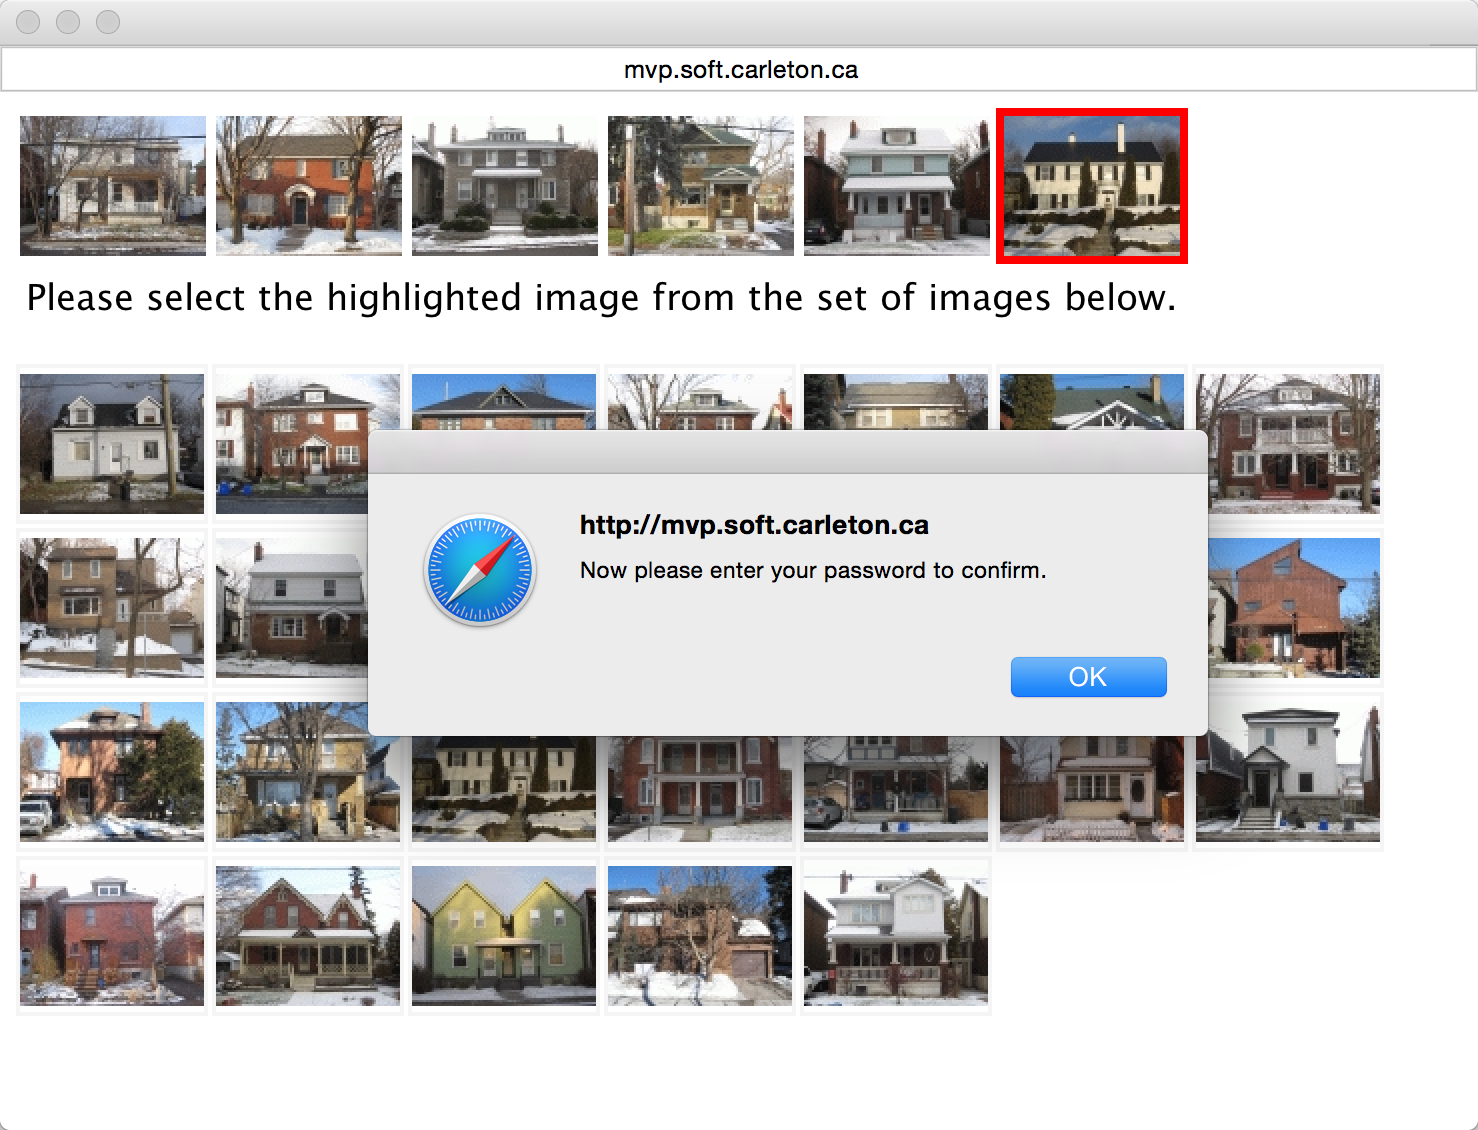 mvp.soft.carleton.ca
Please select the highlighted image from the set of images below.
http://mvp.soft.carleton.ca
Now please enter your password to confirm.
OK